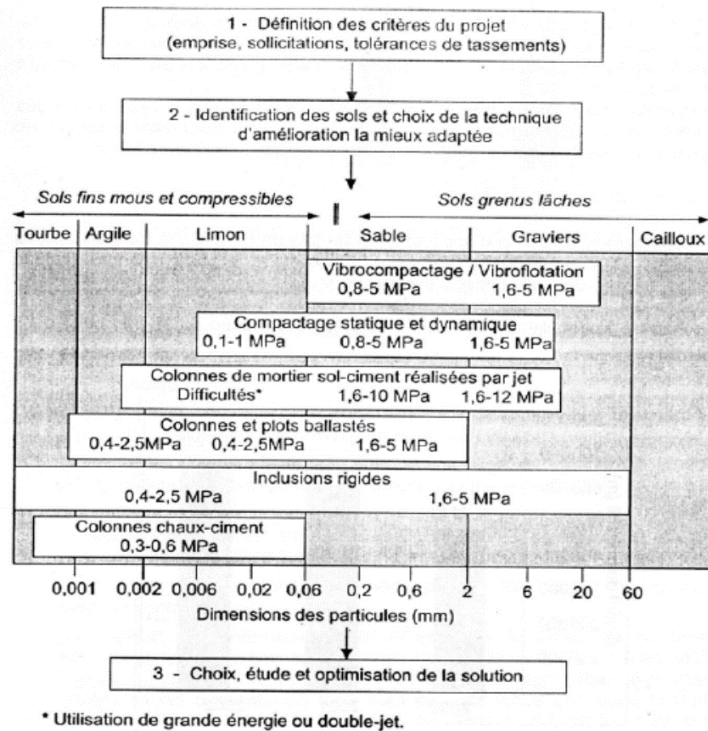 1 - Définition des critères du projet
(emprise, sollicitations, tolérances de tassements)
2 - Identification des sols et choix de la technique
d'amélioration la mieux adaptée
Sols fins mous et compressibles Sols grenus lâches
Tourbe Argile Limon Sable Graviers Cailloux
Vibrocompactage / Vibroflotation
0,8-5 MPa 1,6-5 MPa
Compactage statique et dynamique
0,1-1 MPa 0,8-5 MPa 1,6-5 MPa
Colonnes de mortier sol-ciment réalisées par jet
Difficultés* 1,6-10 MPa 1,6-12 MPa
Colonnes et plots ballastés
0,4-2,5MPa 0,4-2,5MPa 1,6-5 MPa
Inclusions rigides
0,4-2,5 MPa 1,6-5 MPa
Colonnes chaux-ciment
0,3-0,6 MPa
0,001 0,002 0,006 0,02 0,06 0,2 0,6 2 6 20 60
Dimensions des particules (mm)
3 - Choix, étude et optimisation de la solution
* Utilisation de grande énergie ou double-jet.